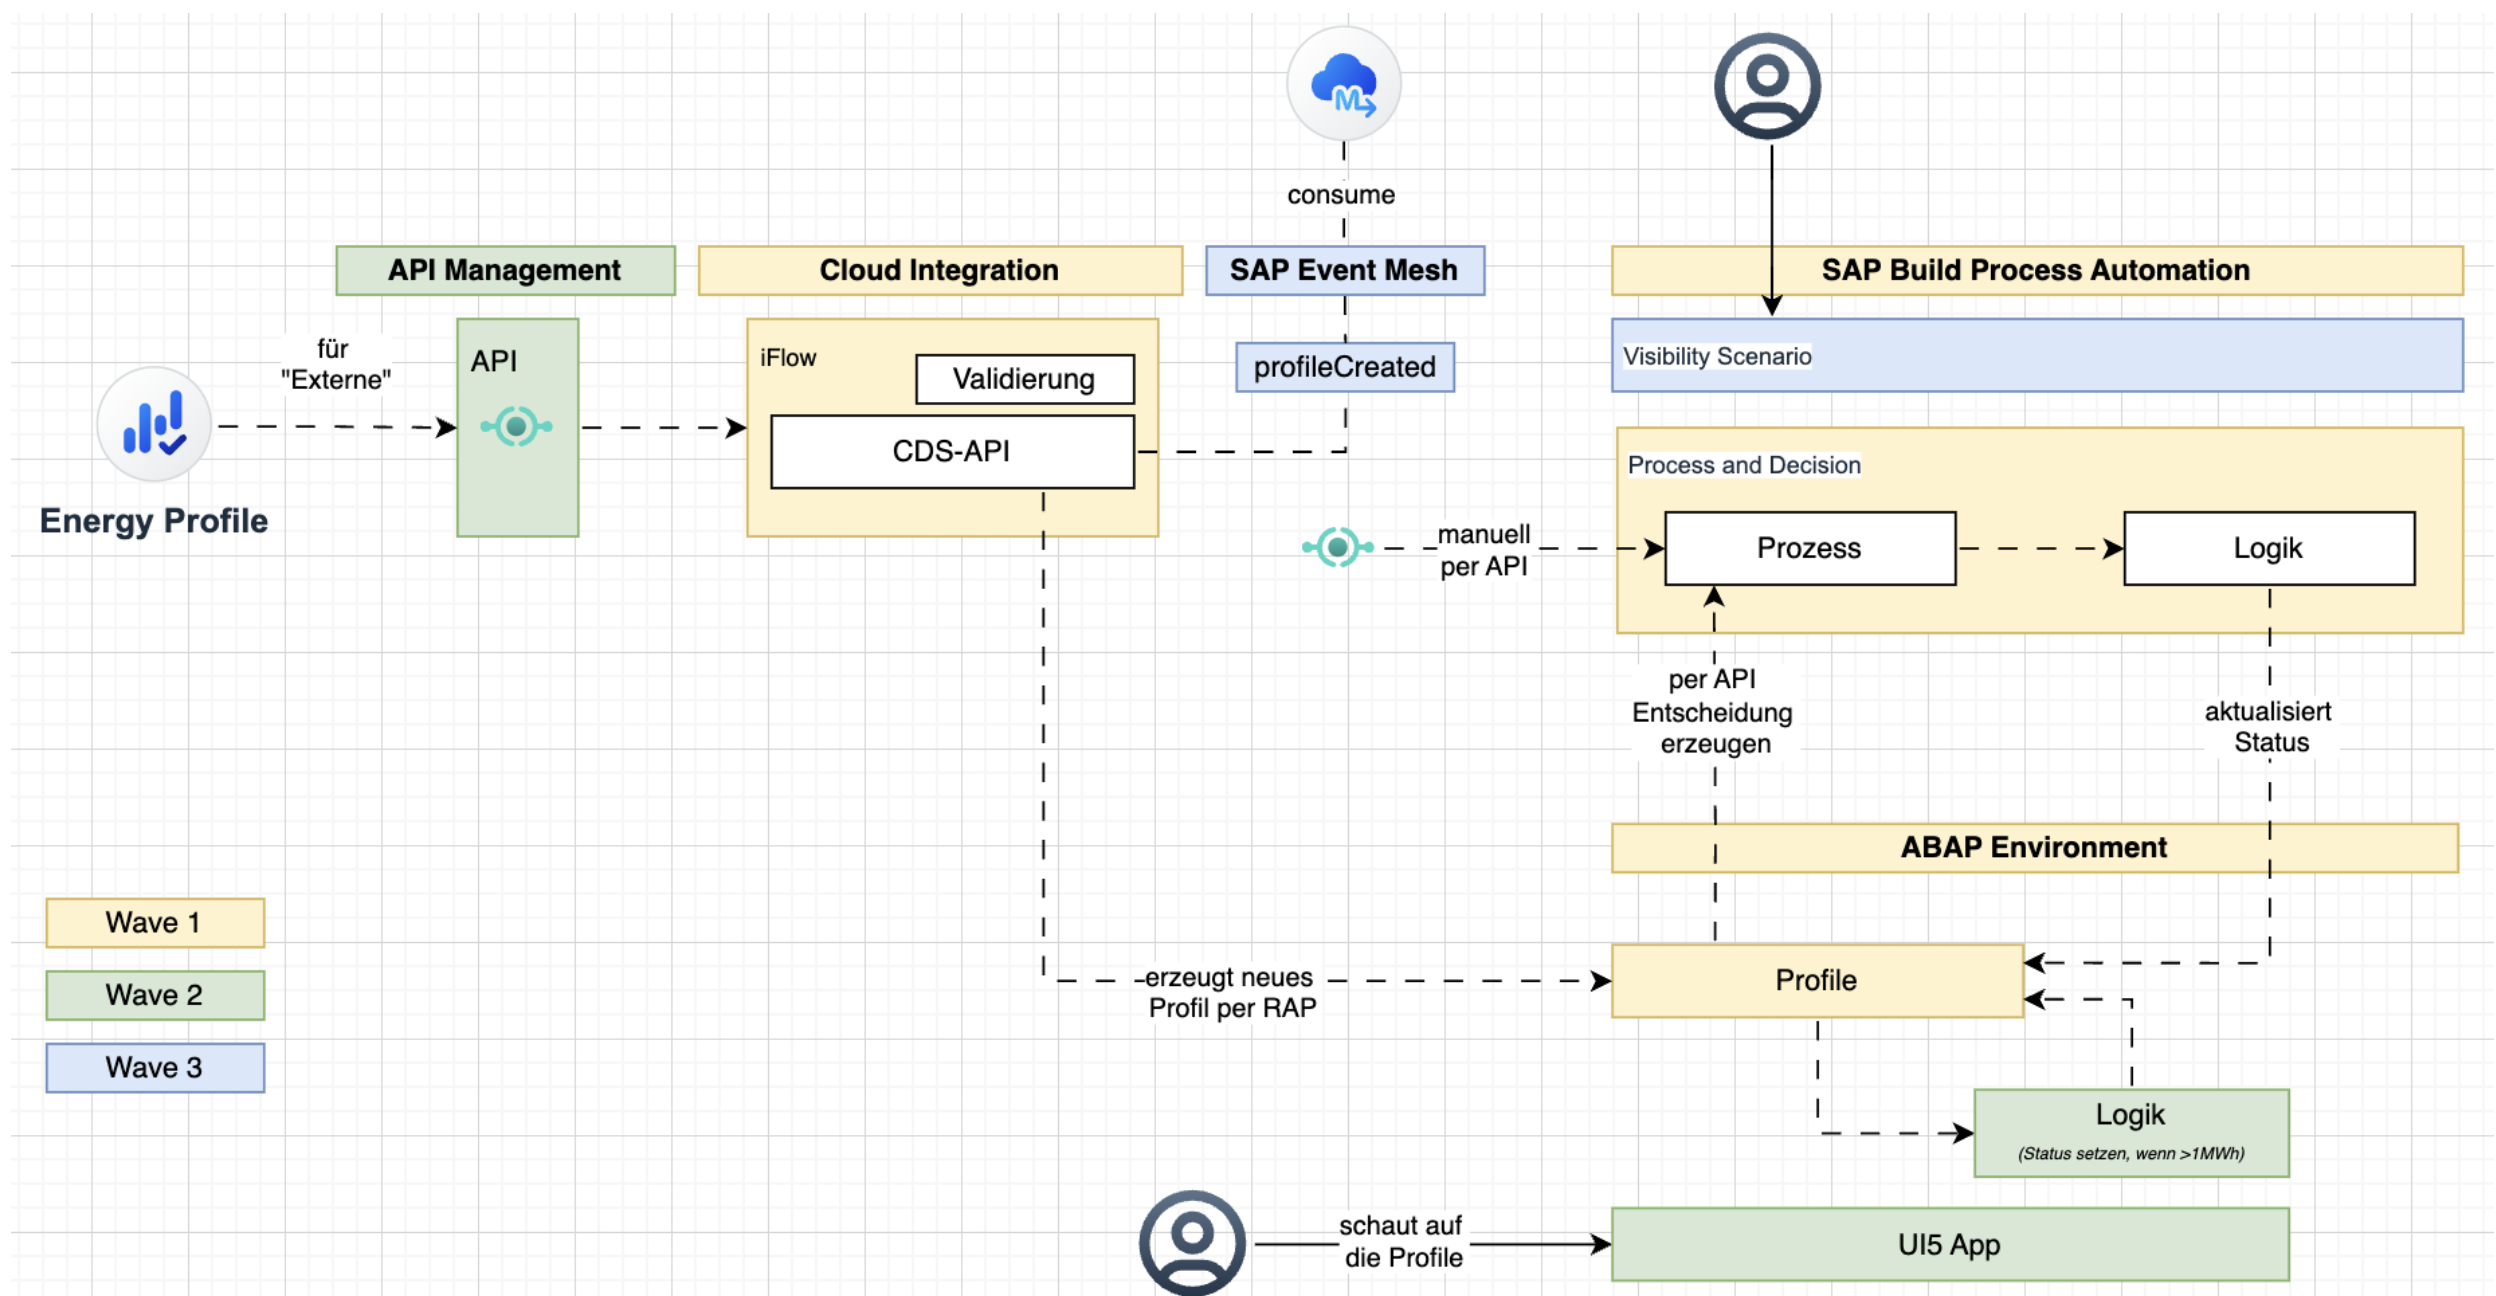 consume
API Management
Cloud Integration
SAP Event Mesh
SAP Build Process Automation
für
"Externe"
API
iFlow
Validierung
CDS-API
profileCreated
Visibility Scenario
Energy Profile
Process and Decision
manuell
per API
Prozess
Logik
per API
Entscheidung
erzeugen
aktualisiert
Status
ABAP Environment
Wave 1
Wave 2
Wave 3
erzeugt neues
Profil per RAP
Profile
Logik
(Status setzen, wenn >1MWh)
schaut auf
die Profile
UI5 App
M